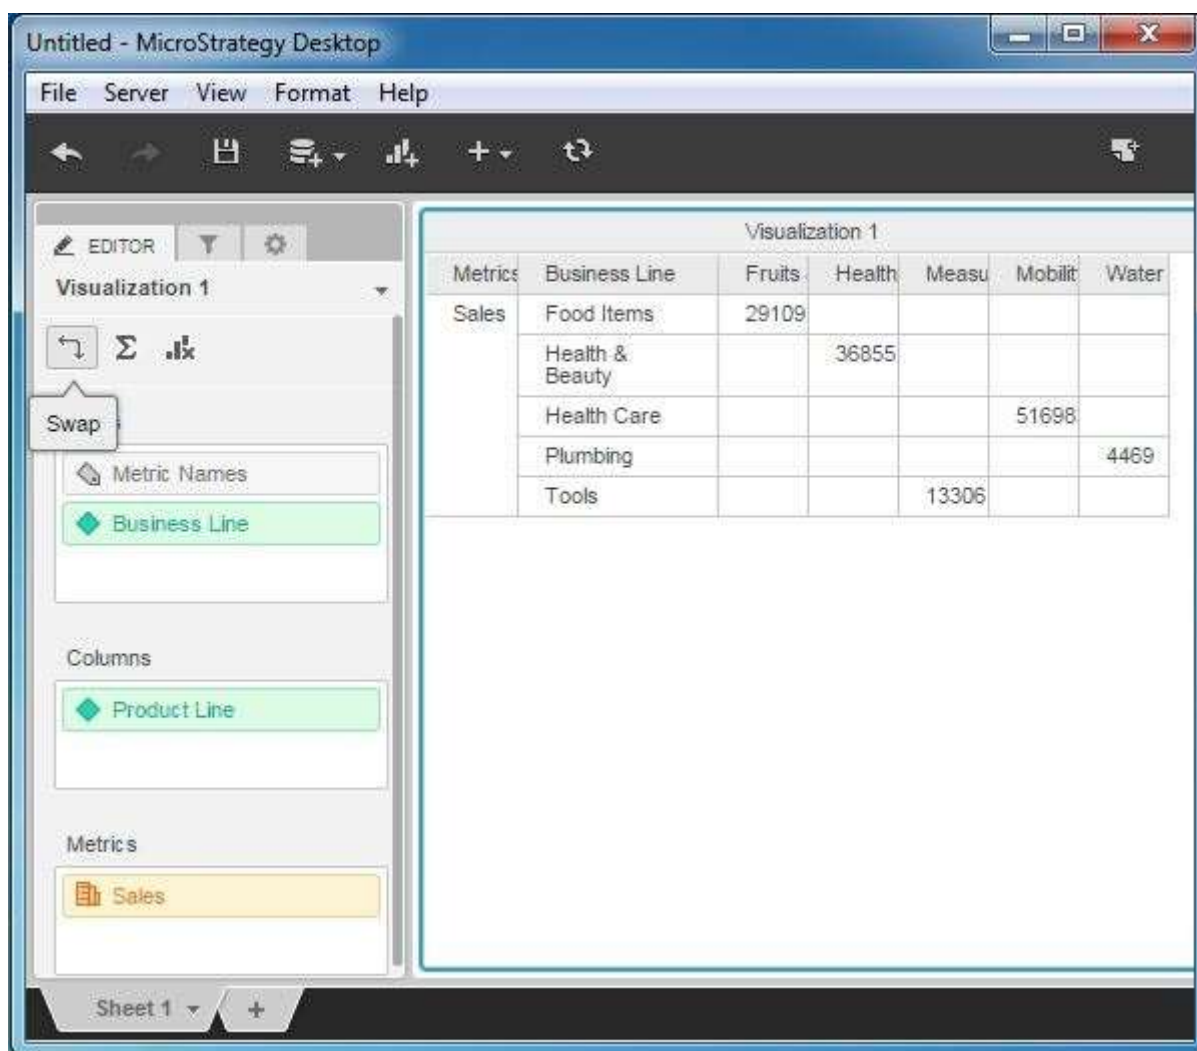 Untitled - MicroStrategy Desktop
File Server View Format Help
EDITOR
Visualization 1
Swap
Metric Names
Business Line
Columns
Product Line
Metrics
Sales
Visualization 1
Metrics Business Line Fruits Health Measu Mobilit Water
Sales Food Items 29109
Health &
Beauty 36855
Health Care 51698
Plumbing 4469
Tools 13306
Sheet 1